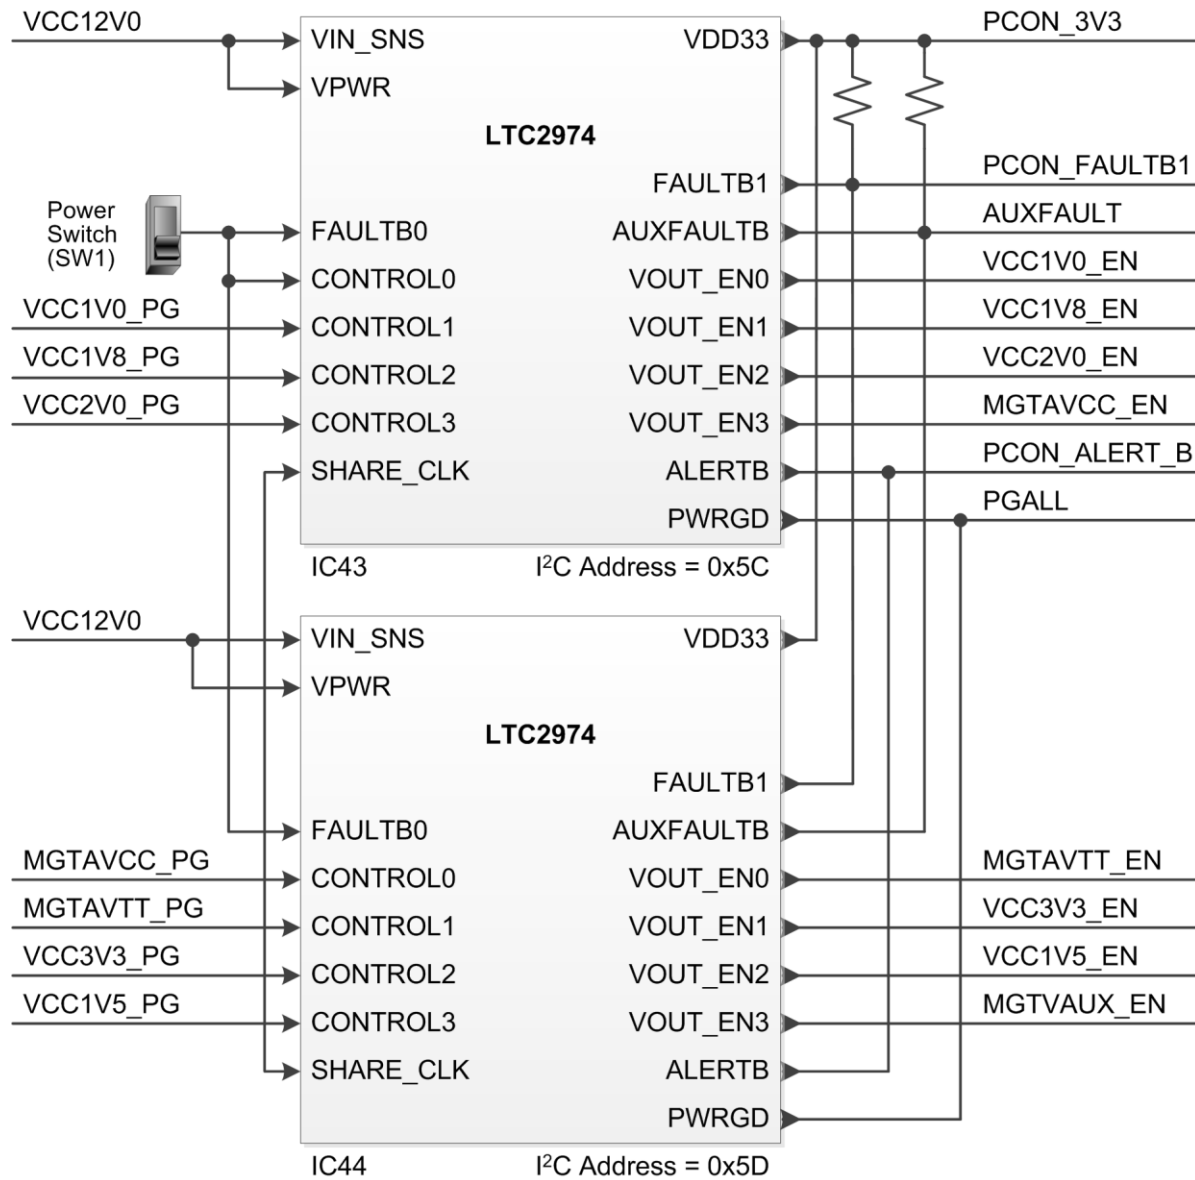 VCC12V0
VIN_SNS
VDD33
PCON_3V3
VPWR
LTC2974
FAULTB1
PCON_FAULTB1
Power
Switch
(SW1)
FAULTB0
AUXFAULTB
AUXFAULT
CONTROL0
VOUT_EN0
VCC1V0_EN
VCC1V0_PG
CONTROL1
VOUT_EN1
VCC1V8_EN
VCC1V8_PG
CONTROL2
VOUT_EN2
VCC2V0_EN
VCC2V0_PG
CONTROL3
VOUT_EN3
MGTAVCC_EN
SHARE_CLK
ALERTB
PCON_ALERT_B
PWRGD
PGALL
IC43
I²C Address = 0x5C
VCC12V0
VIN_SNS
VDD33
VPWR
LTC2974
FAULTB1
FAULTB0
AUXFAULTB
MGTAVCC_PG
CONTROL0
VOUT_EN0
MGTAVTT_EN
MGTAVTT_PG
CONTROL1
VOUT_EN1
VCC3V3_EN
VCC3V3_PG
CONTROL2
VOUT_EN2
VCC1V5_EN
VCC1V5_PG
CONTROL3
VOUT_EN3
MGTVAUX_EN
SHARE_CLK
ALERTB
PWRGD
IC44
I²C Address = 0x5D